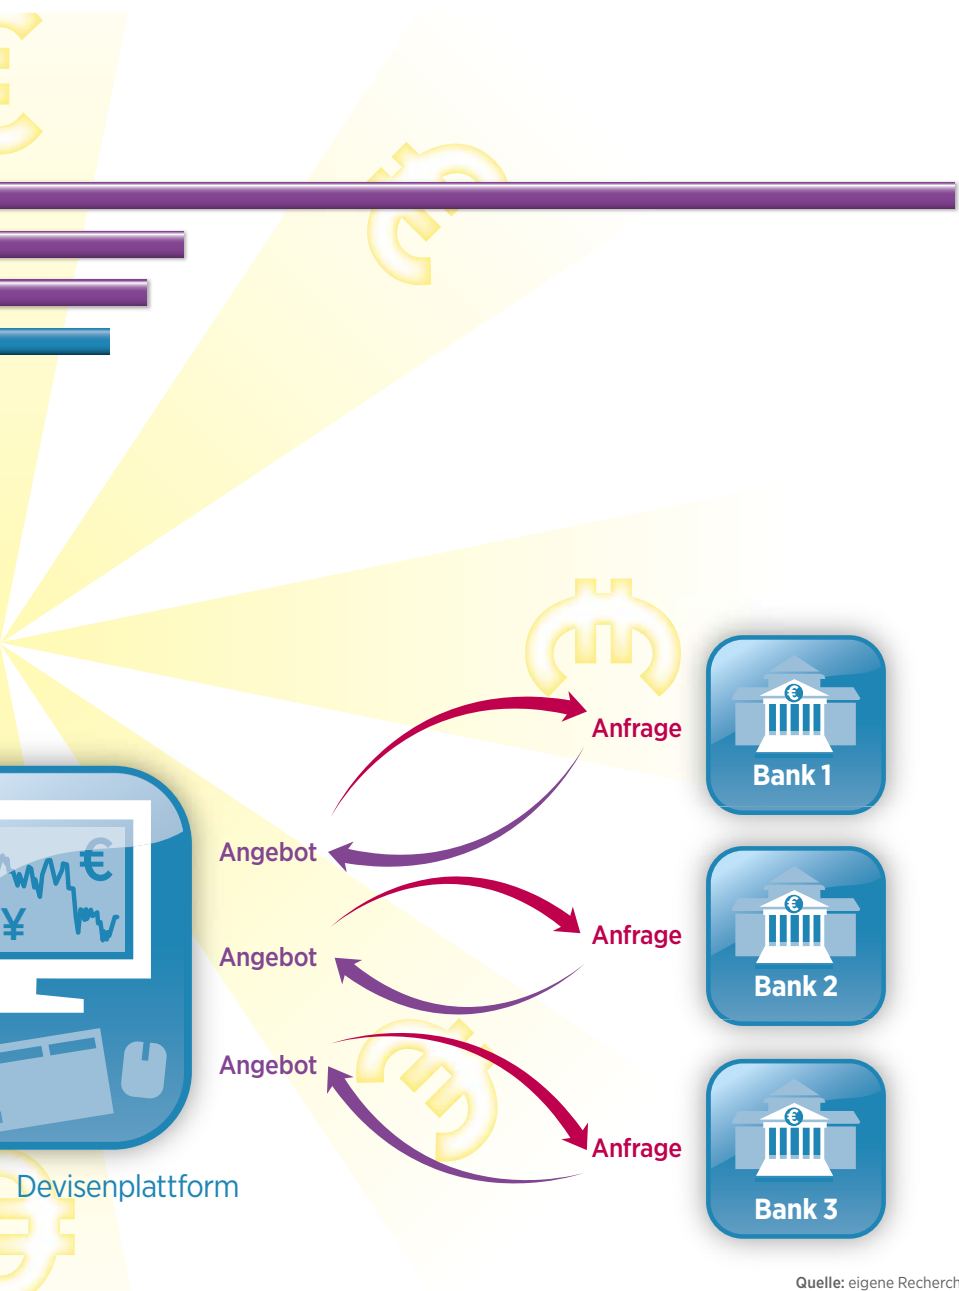 Anfrage
Bank 1
Angebot
Anfrage
Angebot
Bank 2
Angebot
Anfrage
Devisenplattform
Bank 3
Quelle: eigene Recherch